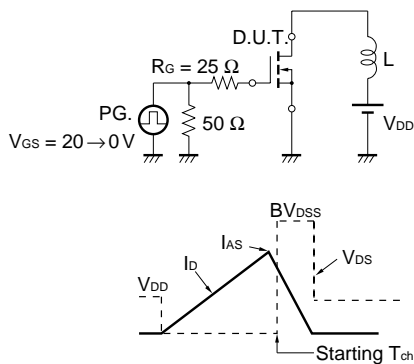 D.U.T.
L
RG = 25 Ω
PG.
50 Ω
VDD
VGS = 20 → 0 V
BVDSS
IAS
VDS
ID
VDD
Starting Tch